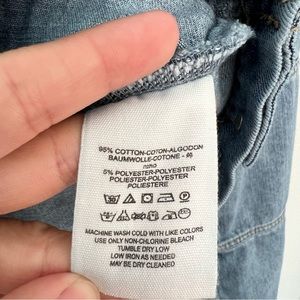 95% COTTON-COTON-ALGODON
BAUMWOLLE-COTONE -
5% POLYESTER-POLYESTER
POLIESTER-POLYESTER
POLIESTERE
MACHINE WASH COLD WITH LIKE COLORS
USE ONLY NON-CHLORINE BLEACH
TUMBLE DRY LOW
LOW IRON AS NEEDED
MAY BE DRY CLEANED